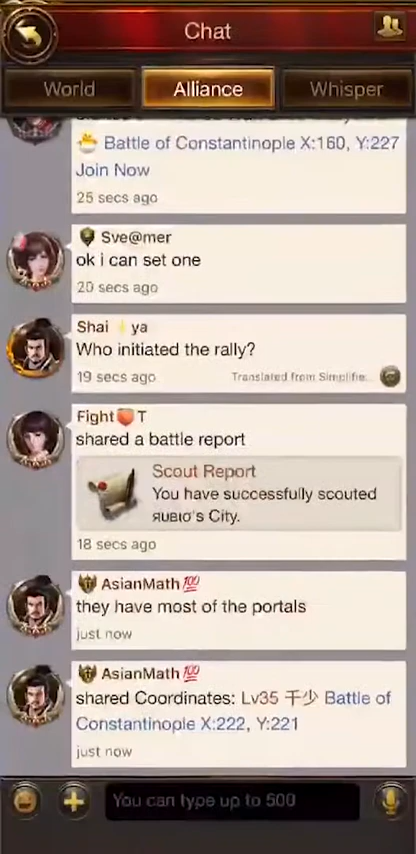 Chat
World
Alliance
Whisper
Battle of Constantinople X:160, Y:227
Join Now
25 secs ago
Sve@mer
ok i can set one
20 secs ago
Shai ya
Who initiated the rally?
19 secs ago
Translated from Simplifie...
Fight🍑T
shared a battle report
Scout Report
You have successfully scouted
ЯUBIO's City.
18 secs ago
AsianMath💯
they have most of the portals
just now
AsianMath💯
shared Coordinates: Lv35 千少 Battle of
Constantinople X:222, Y:221
just now
You can type up to 500